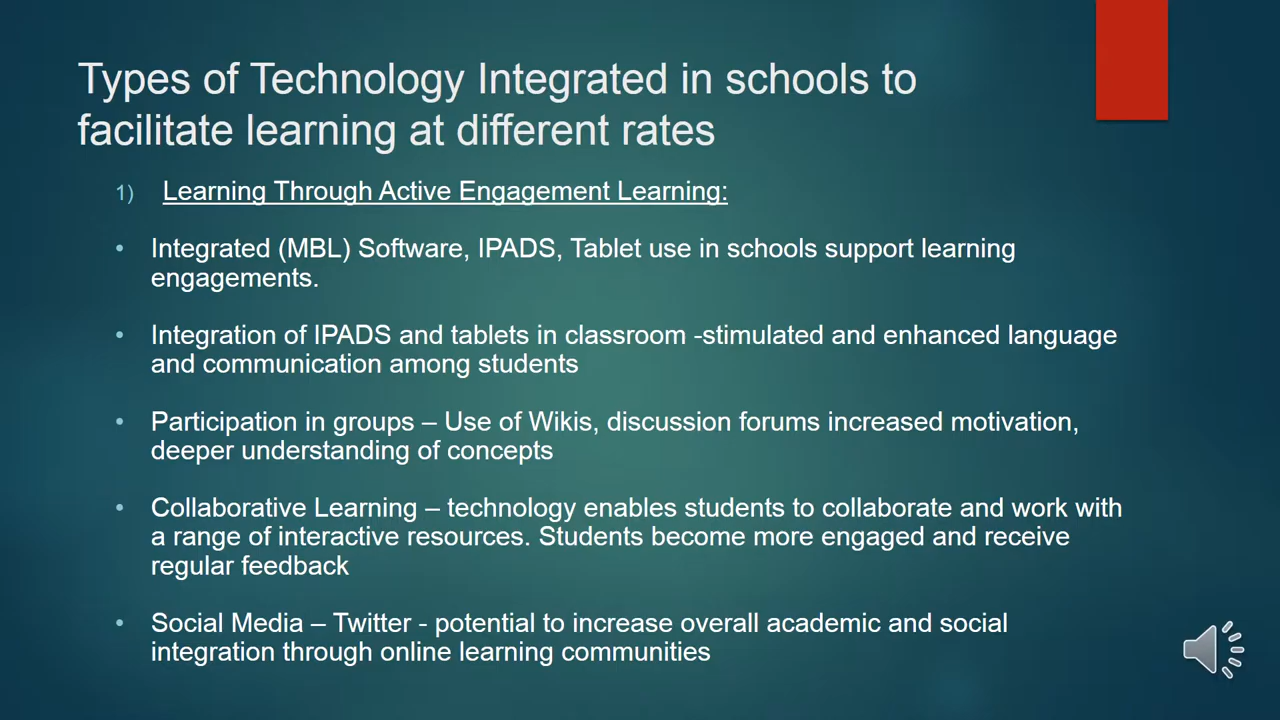 Types of Technology Integrated in schools to
facilitate learning at different rates
1) Learning Through Active Engagement Learning:
• Integrated (MBL) Software, IPADS, Tablet use in schools support learning
engagements.
• Integration of IPADS and tablets in classroom -stimulated and enhanced language
and communication among students
• Participation in groups – Use of Wikis, discussion forums increased motivation,
deeper understanding of concepts
• Collaborative Learning – technology enables students to collaborate and work with
a range of interactive resources. Students become more engaged and receive
regular feedback
• Social Media – Twitter - potential to increase overall academic and social
integration through online learning communities